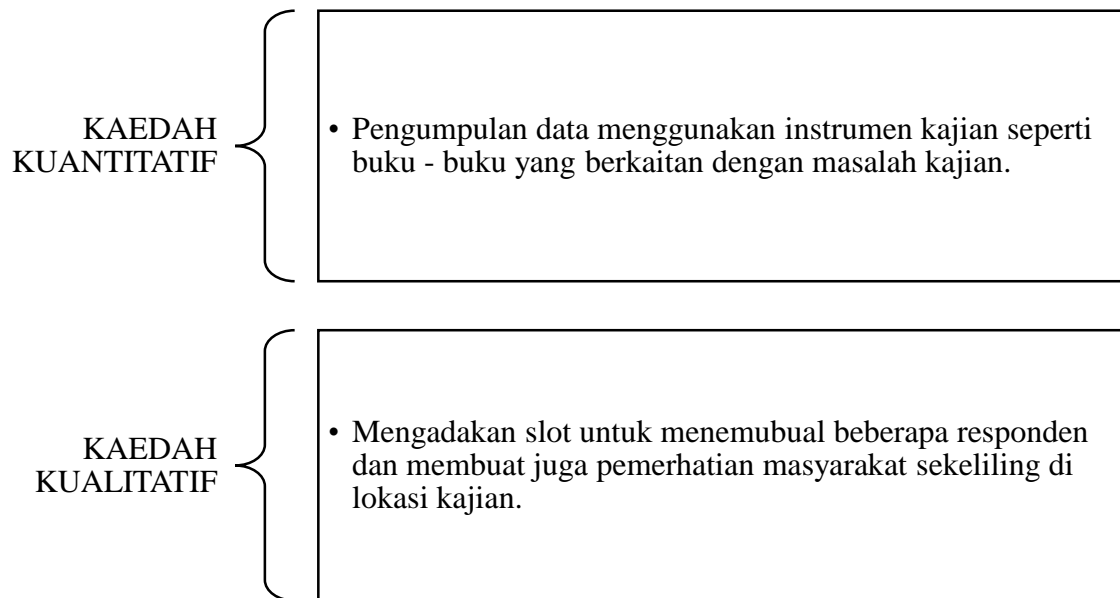 KAEDAH
KUANTITATIF
• Pengumpulan data menggunakan instrumen kajian seperti
buku - buku yang berkaitan dengan masalah kajian.
KAEDAH
KUALITATIF
• Mengadakan slot untuk menemubual beberapa responden
dan membuat juga pemerhatian masyarakat sekeliling di
lokasi kajian.